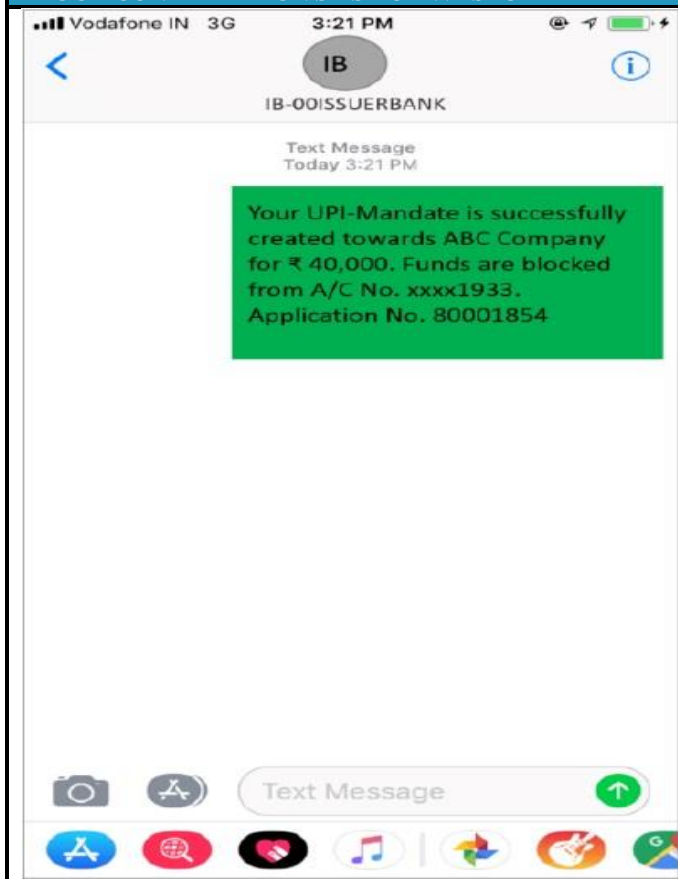 Vodafone IN 3G 3:21 PM
IB
IB-00ISSUERBANK
Text Message
Today 3:21 PM
Your UPI-Mandate is successfully
created towards ABC Company
for ₹ 40,000. Funds are blocked
from A/C No. xxxx1933.
Application No. 80001854
Text Message
G